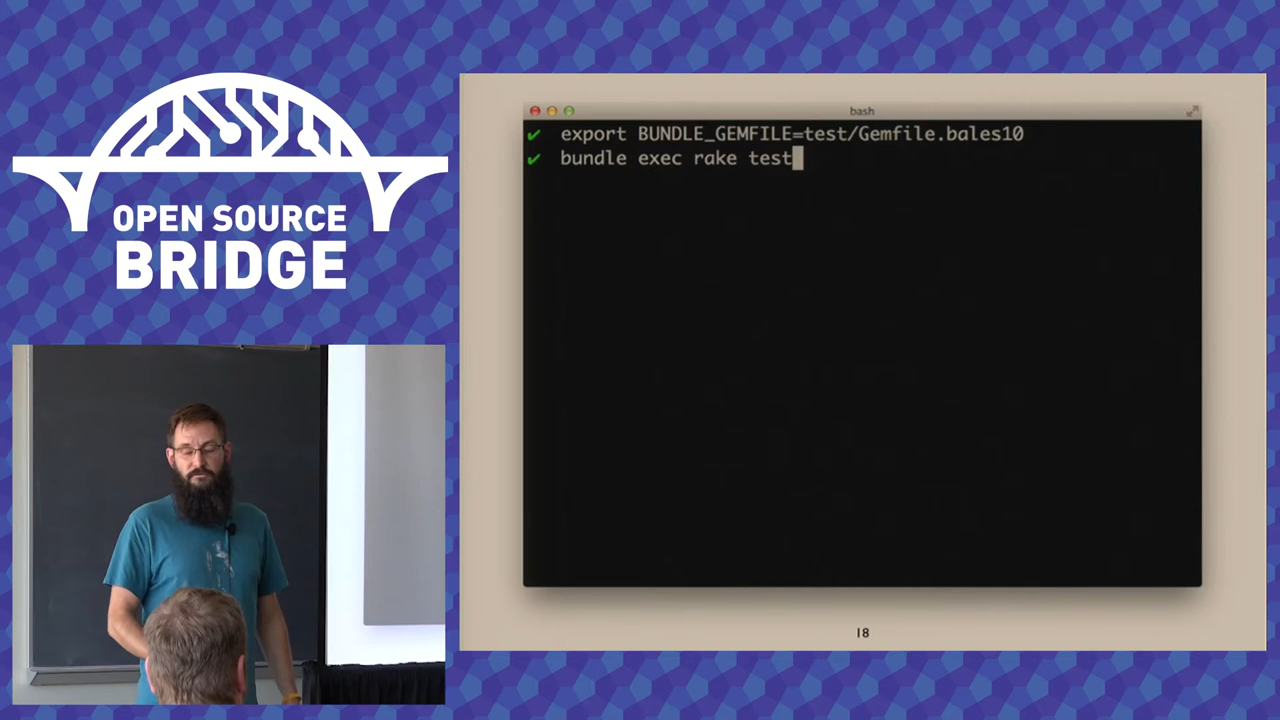 OPEN SOURCE
BRIDGE
bash
✔ export BUNDLE_GEMFILE=test/Gemfile.bales10
✔ bundle exec rake test
18